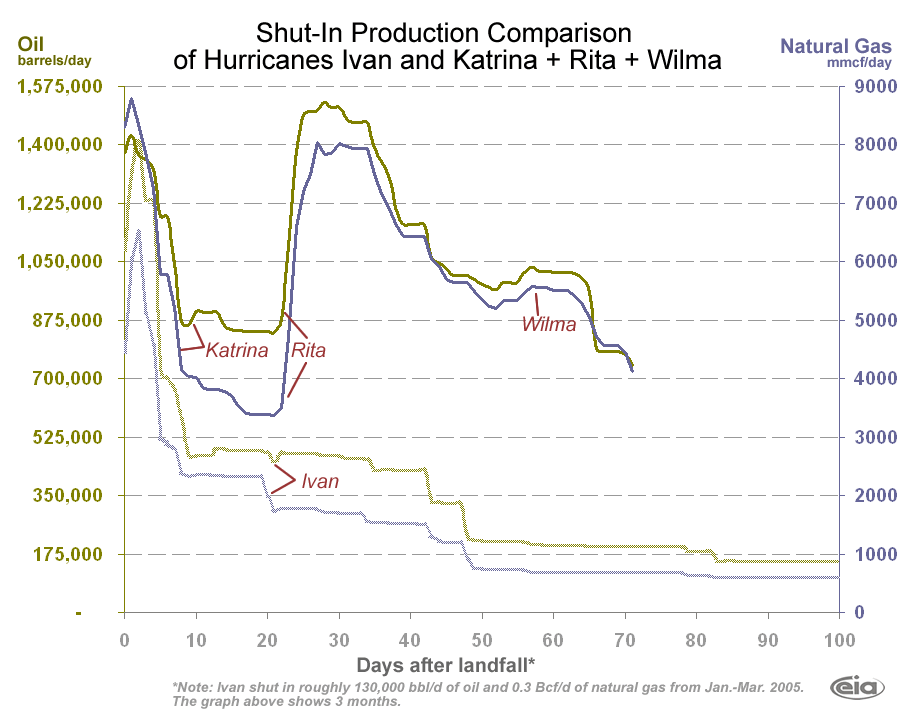 Shut-In Production Comparison
of Hurricanes Ivan and Katrina + Rita + Wilma
Oil
barrels/day
Natural Gas
mmcf/day
1,575,000
9000
1,400,000
8000
1,225,000
7000
1,050,000
6000
875,000
5000
Wilma
Katrina
Rita
700,000
4000
525,000
3000
Ivan
350,000
2000
175,000
1000
-
0
0 10 20 30 40 50 60 70 80 90 100
Days after landfall*
*Note: Ivan shut in roughly 130,000 bbl/d of oil and 0.3 Bcf/d of natural gas from Jan.-Mar. 2005.
The graph above shows 3 months.
eia